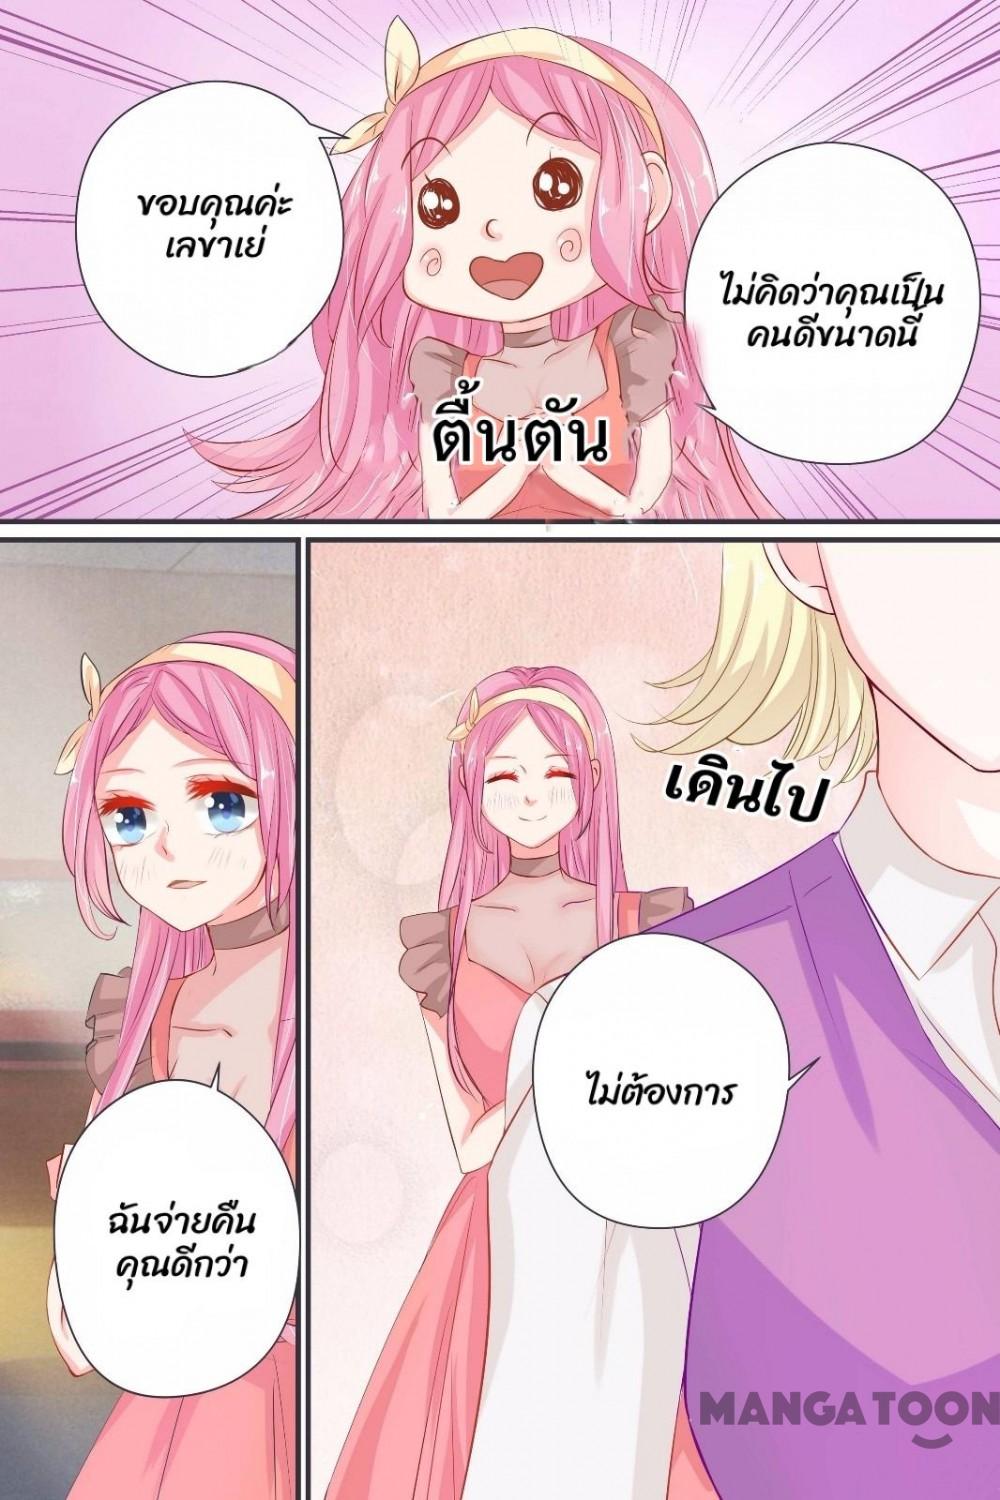 ขอบคุณค่ะ
เลขาเย่
ไม่คิดว่าคุณเป็น
คนดีขนาดนี้
ตื้นตัน
เดินไป
ไม่ต้องการ
ฉันจ่ายคืน
คุณดีกว่า
MANGATOON